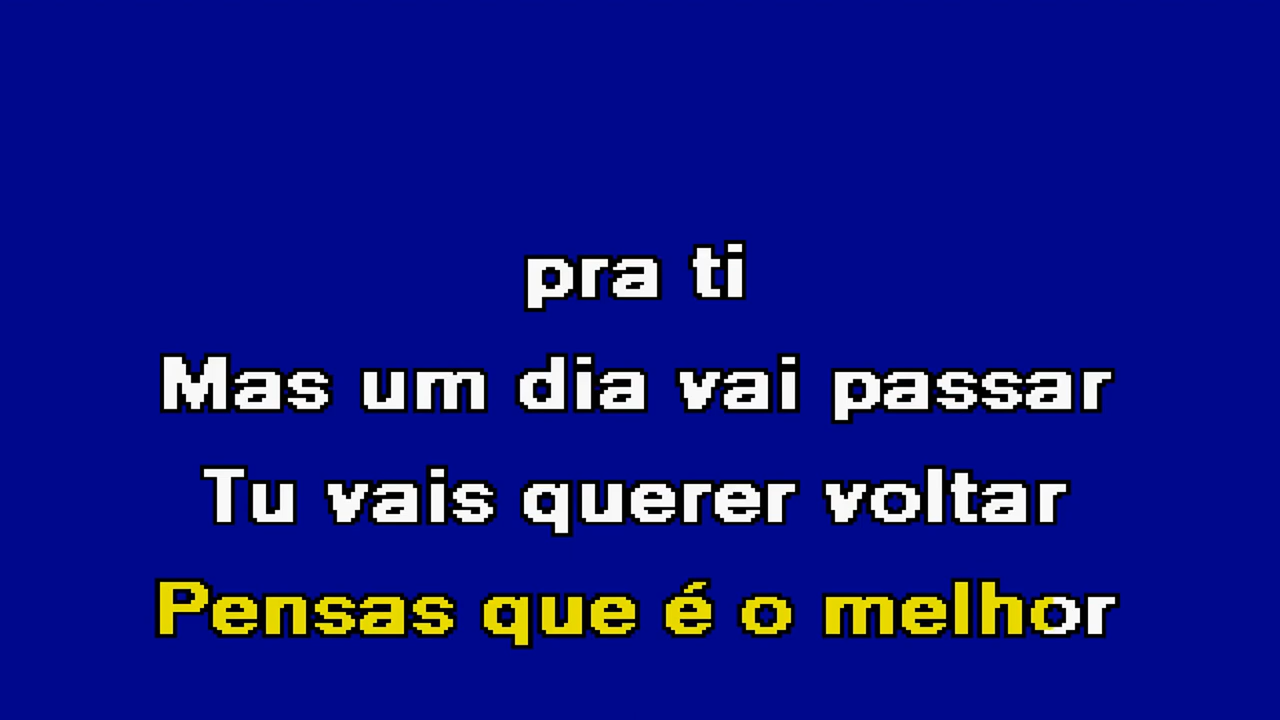 pra ti
Mas um dia vai passar
Tu vais querer voltar
Pensas que é o melhor